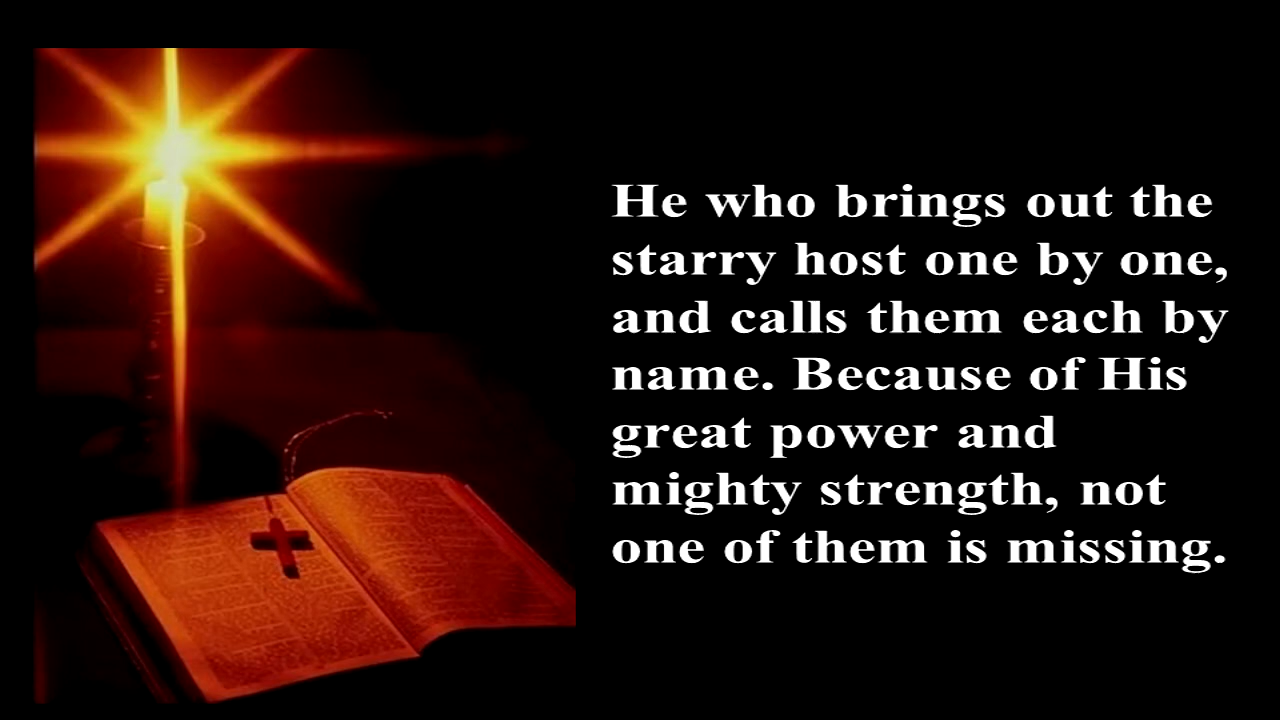 He who brings out the
starry host one by one,
and calls them each by
name. Because of His
great power and
mighty strength, not
one of them is missing.